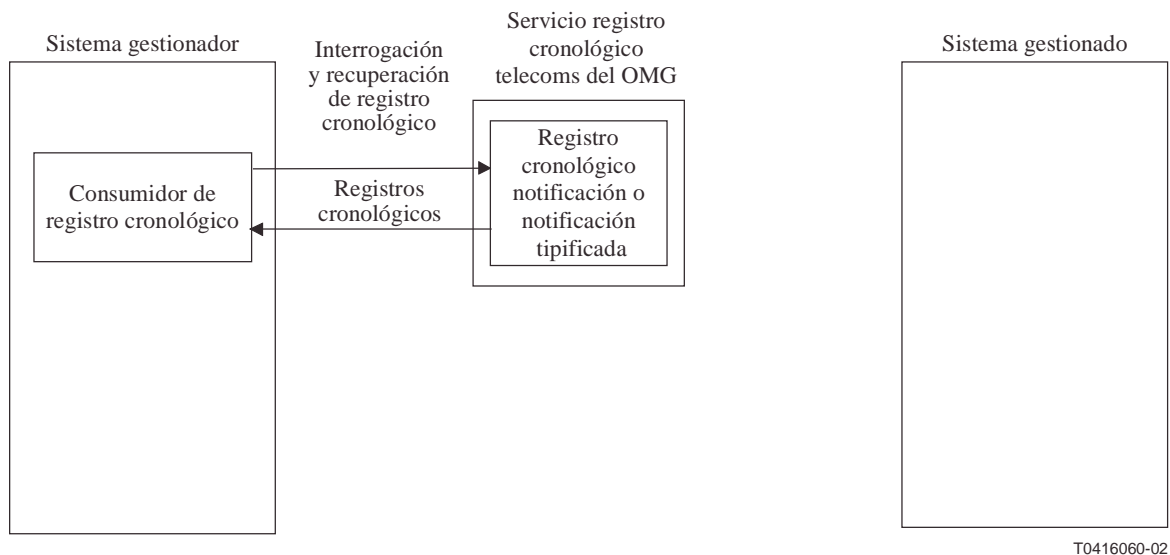 Sistema gestionador
Interrogación
y recuperación
de registro
cronológico
Servicio registro
cronológico
telecoms del OMG
Sistema gestionado
Consumidor de
registro cronológico
Registros
cronológicos
Registro
cronológico
notificación o
notificación
tipificada
T0416060-02